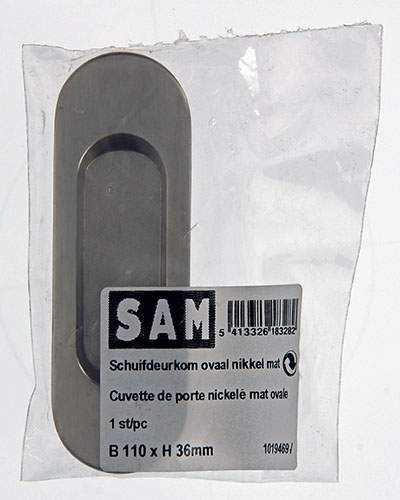 SAM
5 413326 183282
Schuifdeurkom ovaal nikkel mat
Cuvette de porte nickelé mat ovale
1 st/pc
B 110 x H 36mm
1019469 /